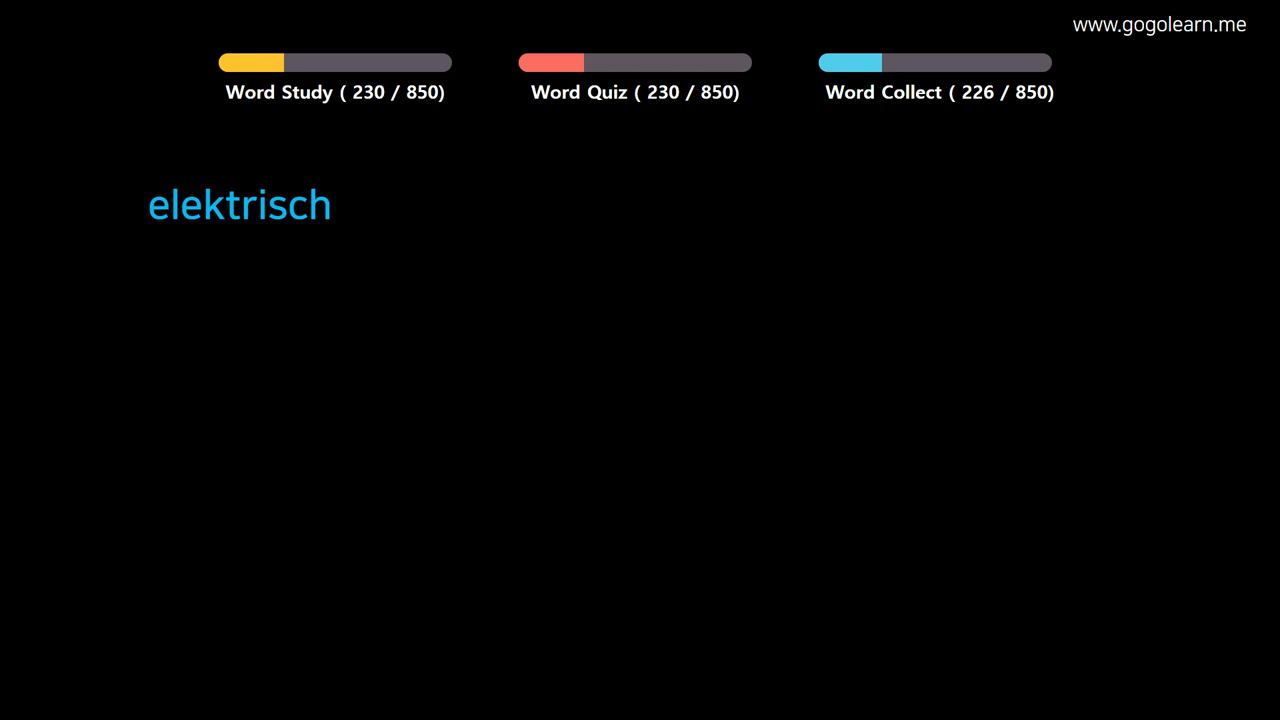 www.gogolearn.me
Word Study ( 230 / 850)
Word Quiz ( 230 / 850)
Word Collect ( 226 / 850)
elektrisch